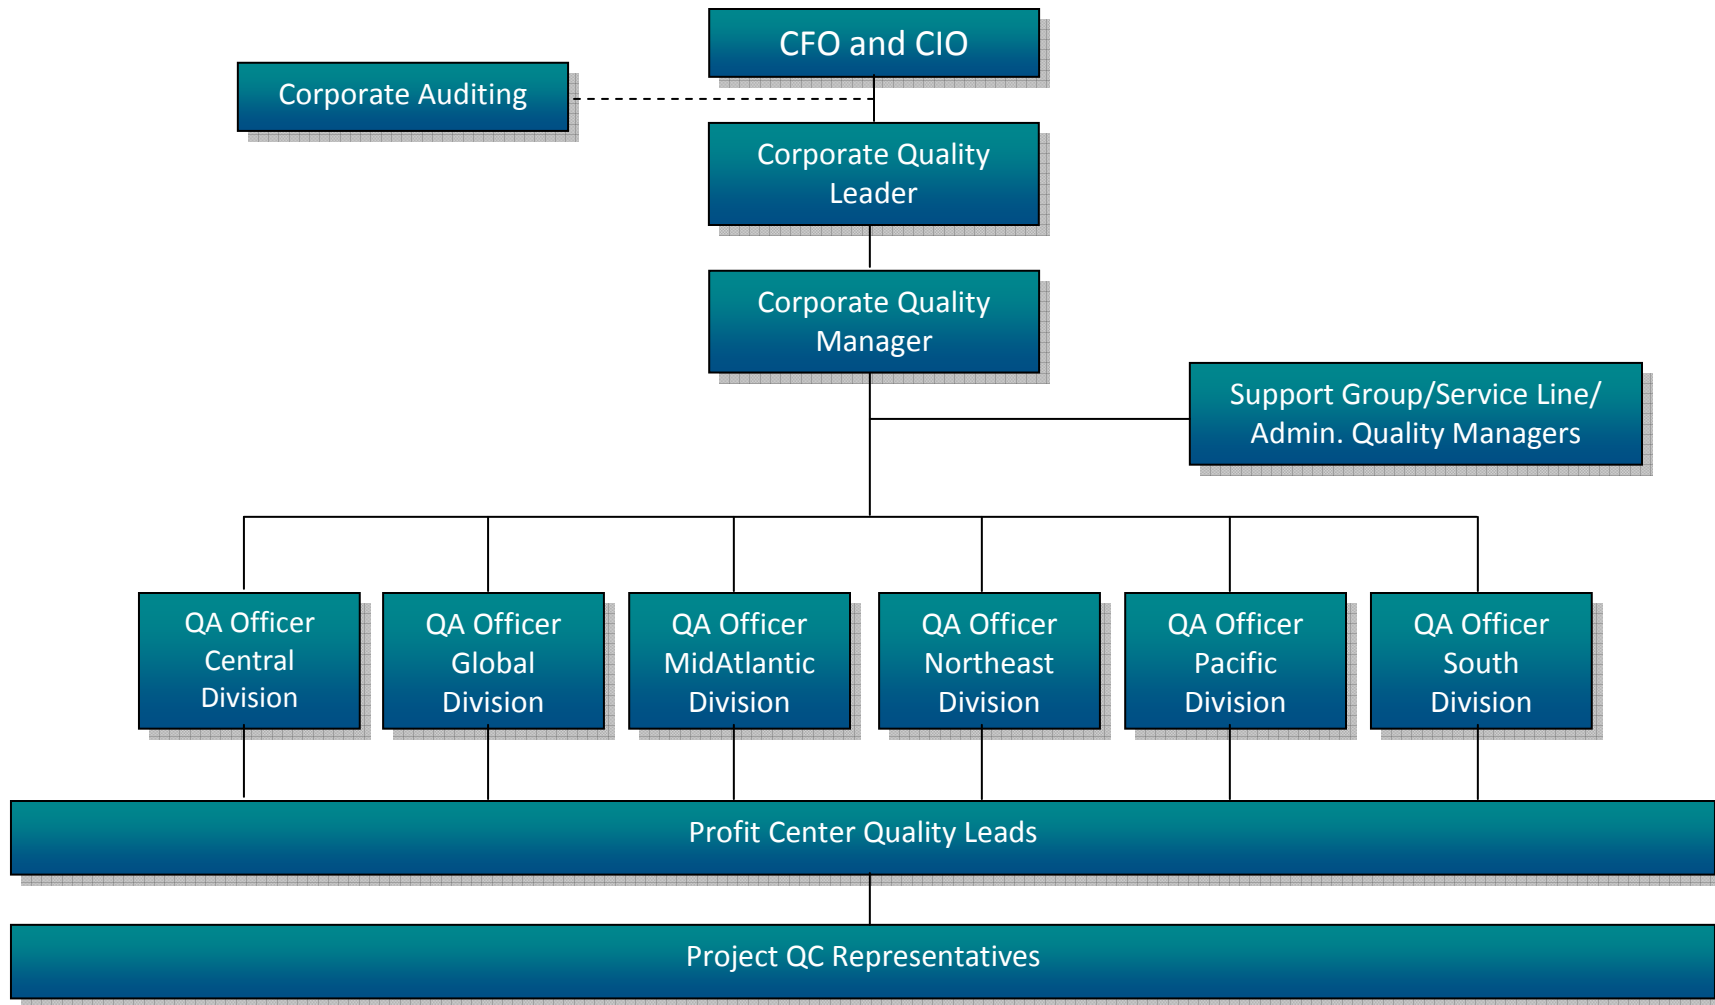 CFO and CIO
Corporate Auditing
Corporate Quality
Leader
Corporate Quality
Manager
Support Group/Service Line/
Admin. Quality Managers
QA Officer
Central
Division
QA Officer
Global
Division
QA Officer
MidAtlantic
Division
QA Officer
Northeast
Division
QA Officer
Pacific
Division
QA Officer
South
Division
Profit Center Quality Leads
Project QC Representatives